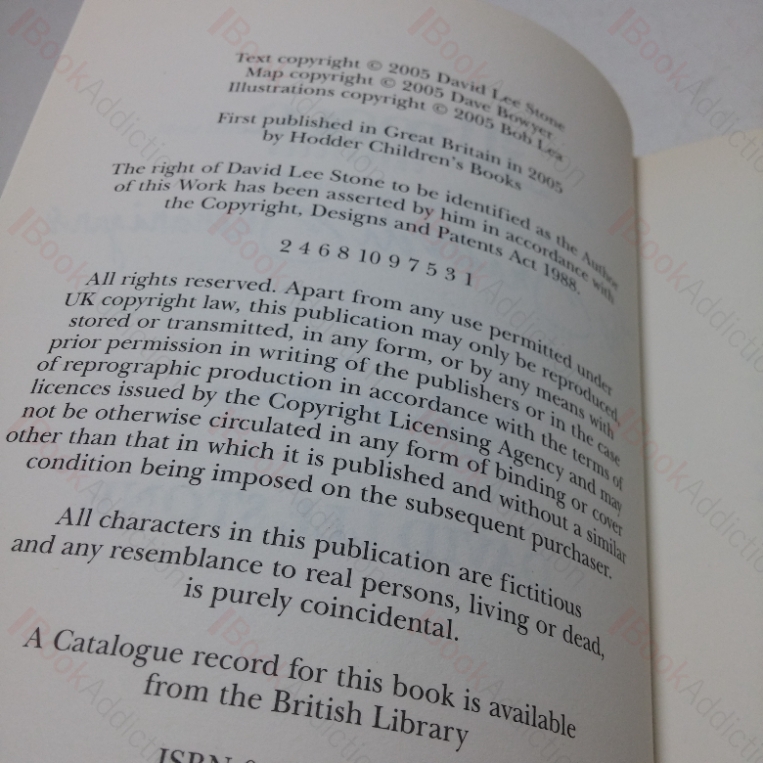 Text copyright © 2005 David Lee Stone
Map copyright © 2005 Dave Bowyer
Illustrations copyright © 2005 Bob Lea
First published in Great Britain in 2005
by Hodder Children's Books
The right of David Lee Stone to be identified as the Author
of this Work has been asserted by him in accordance with
the Copyright, Designs and Patents Act 1988.
2 4 6 8 10 9 7 5 3 1
All rights reserved. Apart from any use permitted under
UK copyright law, this publication may only be reproduced,
stored or transmitted, in any form, or by any means with
prior permission in writing of the publishers or in the case
of reprographic production in accordance with the terms of
licences issued by the Copyright Licensing Agency and may
not be otherwise circulated in any form of binding or cover
other than that in which it is published and without a similar
condition being imposed on the subsequent purchaser.
All characters in this publication are fictitious
and any resemblance to real persons, living or dead,
is purely coincidental.
A Catalogue record for this book is available
from the British Library
ISBN
BookAddiction